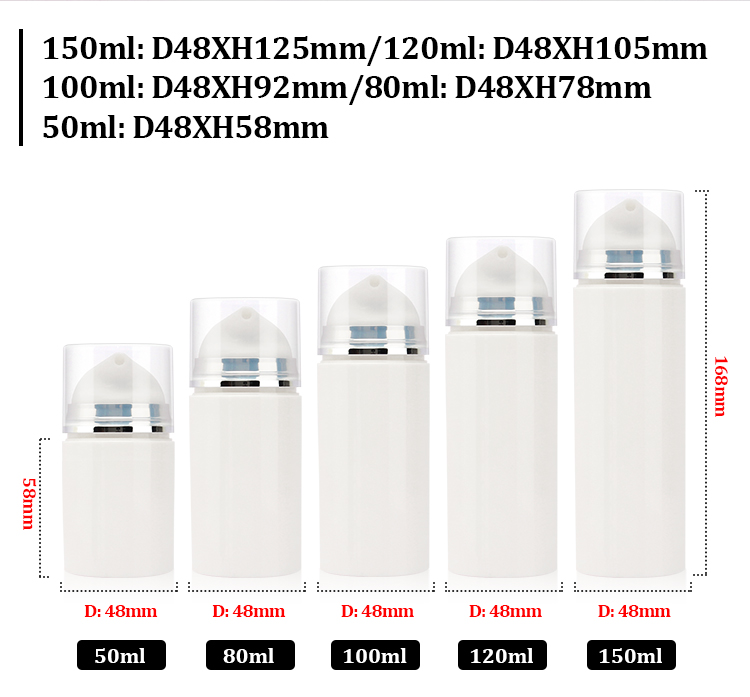 150ml: D48XH125mm/120ml: D48XH105mm
100ml: D48XH92mm/80ml: D48XH78mm
50ml: D48XH58mm
168mm
58mm
D: 48mm D: 48mm D: 48mm D: 48mm D: 48mm
50ml 80ml 100ml 120ml 150ml